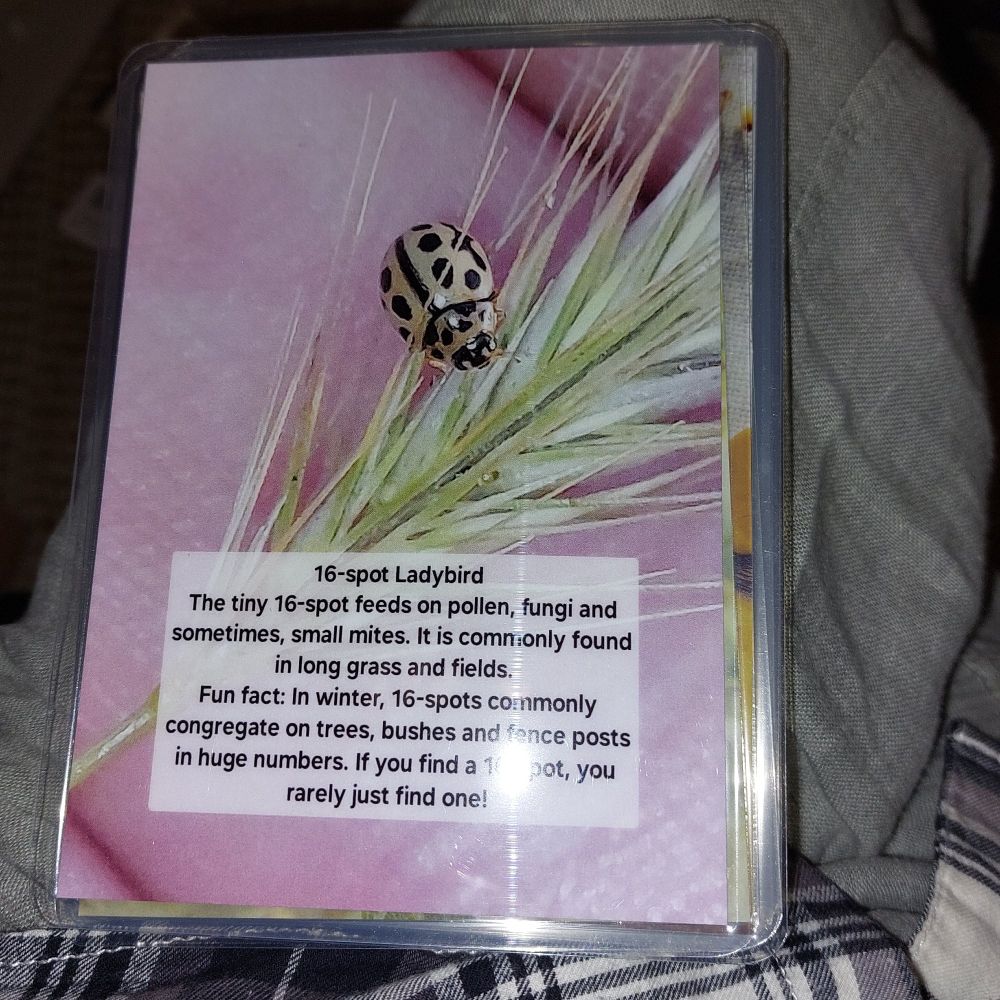 16-spot Ladybird
The tiny 16-spot feeds on pollen, fungi and
sometimes, small mites. It is commonly found
in long grass and fields.
Fun fact: In winter, 16-spots commonly
congregate on trees, bushes and fence posts
in huge numbers. If you find a 16-spot, you
rarely just find one!